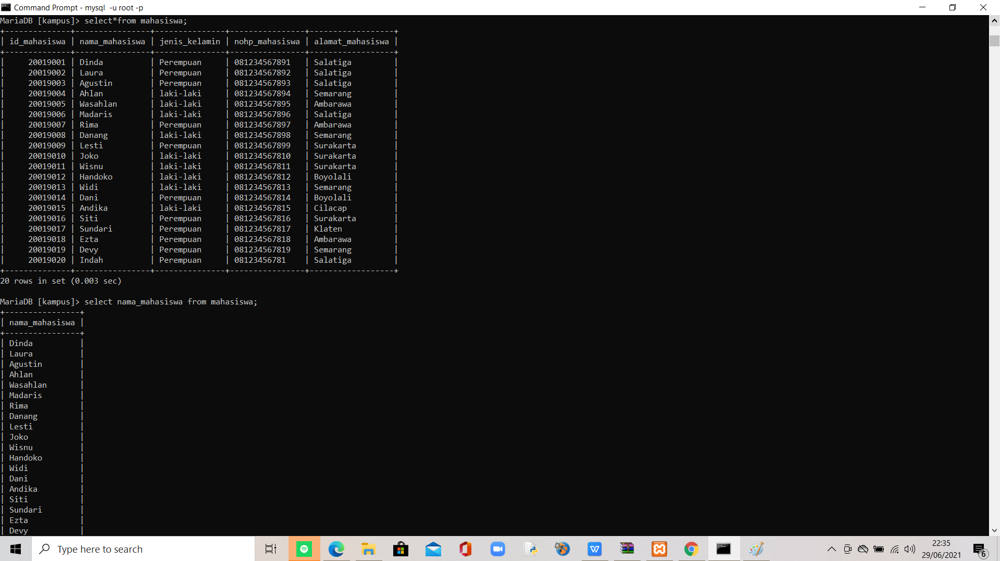 Command Prompt - mysql  -u root -p
MariaDB [kampus]> select*from mahasiswa;
+--------------+----------------+---------------+----------------+------------------+
| id_mahasiswa | nama_mahasiswa | jenis_kelamin | nohp_mahasiswa | alamat_mahasiswa |
+--------------+----------------+---------------+----------------+------------------+
|     20019001 | Dinda          | Perempuan     | 081234567891   | Salatiga         |
|     20019002 | Laura          | Perempuan     | 081234567892   | Salatiga         |
|     20019003 | Agustin        | Perempuan     | 081234567893   | Salatiga         |
|     20019004 | Ahlan          | laki-laki     | 081234567894   | Semarang         |
|     20019005 | Wasahlan       | laki-laki     | 081234567895   | Ambarawa         |
|     20019006 | Madaris        | laki-laki     | 081234567896   | Salatiga         |
|     20019007 | Rima           | Perempuan     | 081234567897   | Ambarawa         |
|     20019008 | Danang         | laki-laki     | 081234567898   | Semarang         |
|     20019009 | Lesti          | Perempuan     | 081234567899   | Surakarta        |
|     20019010 | Joko           | laki-laki     | 081234567810   | Surakarta        |
|     20019011 | Wisnu          | laki-laki     | 081234567811   | Surakarta        |
|     20019012 | Handoko        | laki-laki     | 081234567812   | Boyolali         |
|     20019013 | Widi           | laki-laki     | 081234567813   | Semarang         |
|     20019014 | Dani           | Perempuan     | 081234567814   | Boyolali         |
|     20019015 | Andika         | laki-laki     | 081234567815   | Cilacap          |
|     20019016 | Siti           | Perempuan     | 081234567816   | Surakarta        |
|     20019017 | Sundari        | Perempuan     | 081234567817   | Klaten           |
|     20019018 | Ezta           | Perempuan     | 081234567818   | Ambarawa         |
|     20019019 | Devy           | Perempuan     | 081234567819   | Semarang         |
|     20019020 | Indah          | Perempuan     | 08123456781    | Salatiga         |
+--------------+----------------+---------------+----------------+------------------+
20 rows in set (0.003 sec)
MariaDB [kampus]> select nama_mahasiswa from mahasiswa;
+----------------+
| nama_mahasiswa |
+----------------+
| Dinda          |
| Laura          |
| Agustin        |
| Ahlan          |
| Wasahlan       |
| Madaris        |
| Rima           |
| Danang         |
| Lesti          |
| Joko           |
| Wisnu          |
| Handoko        |
| Widi           |
| Dani           |
| Andika         |
| Siti           |
| Sundari        |
| Ezta           |
| Devy           |
Type here to search
22:35
29/06/2021
6